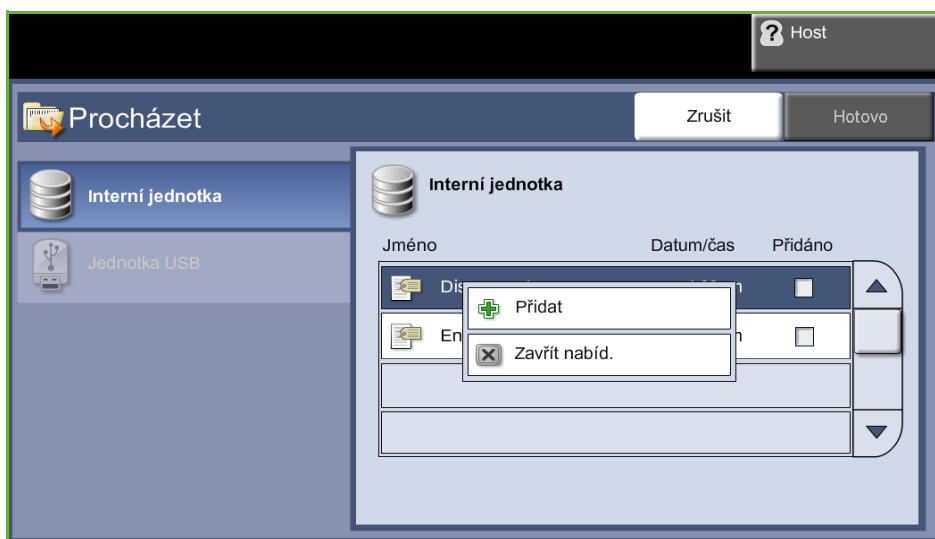 Host
Procházet
Zrušit
Hotovo
Interní jednotka
Jednotka USB
Interní jednotka
Jméno Datum/čas Přidáno
Přidat
Zavřít nabíd.